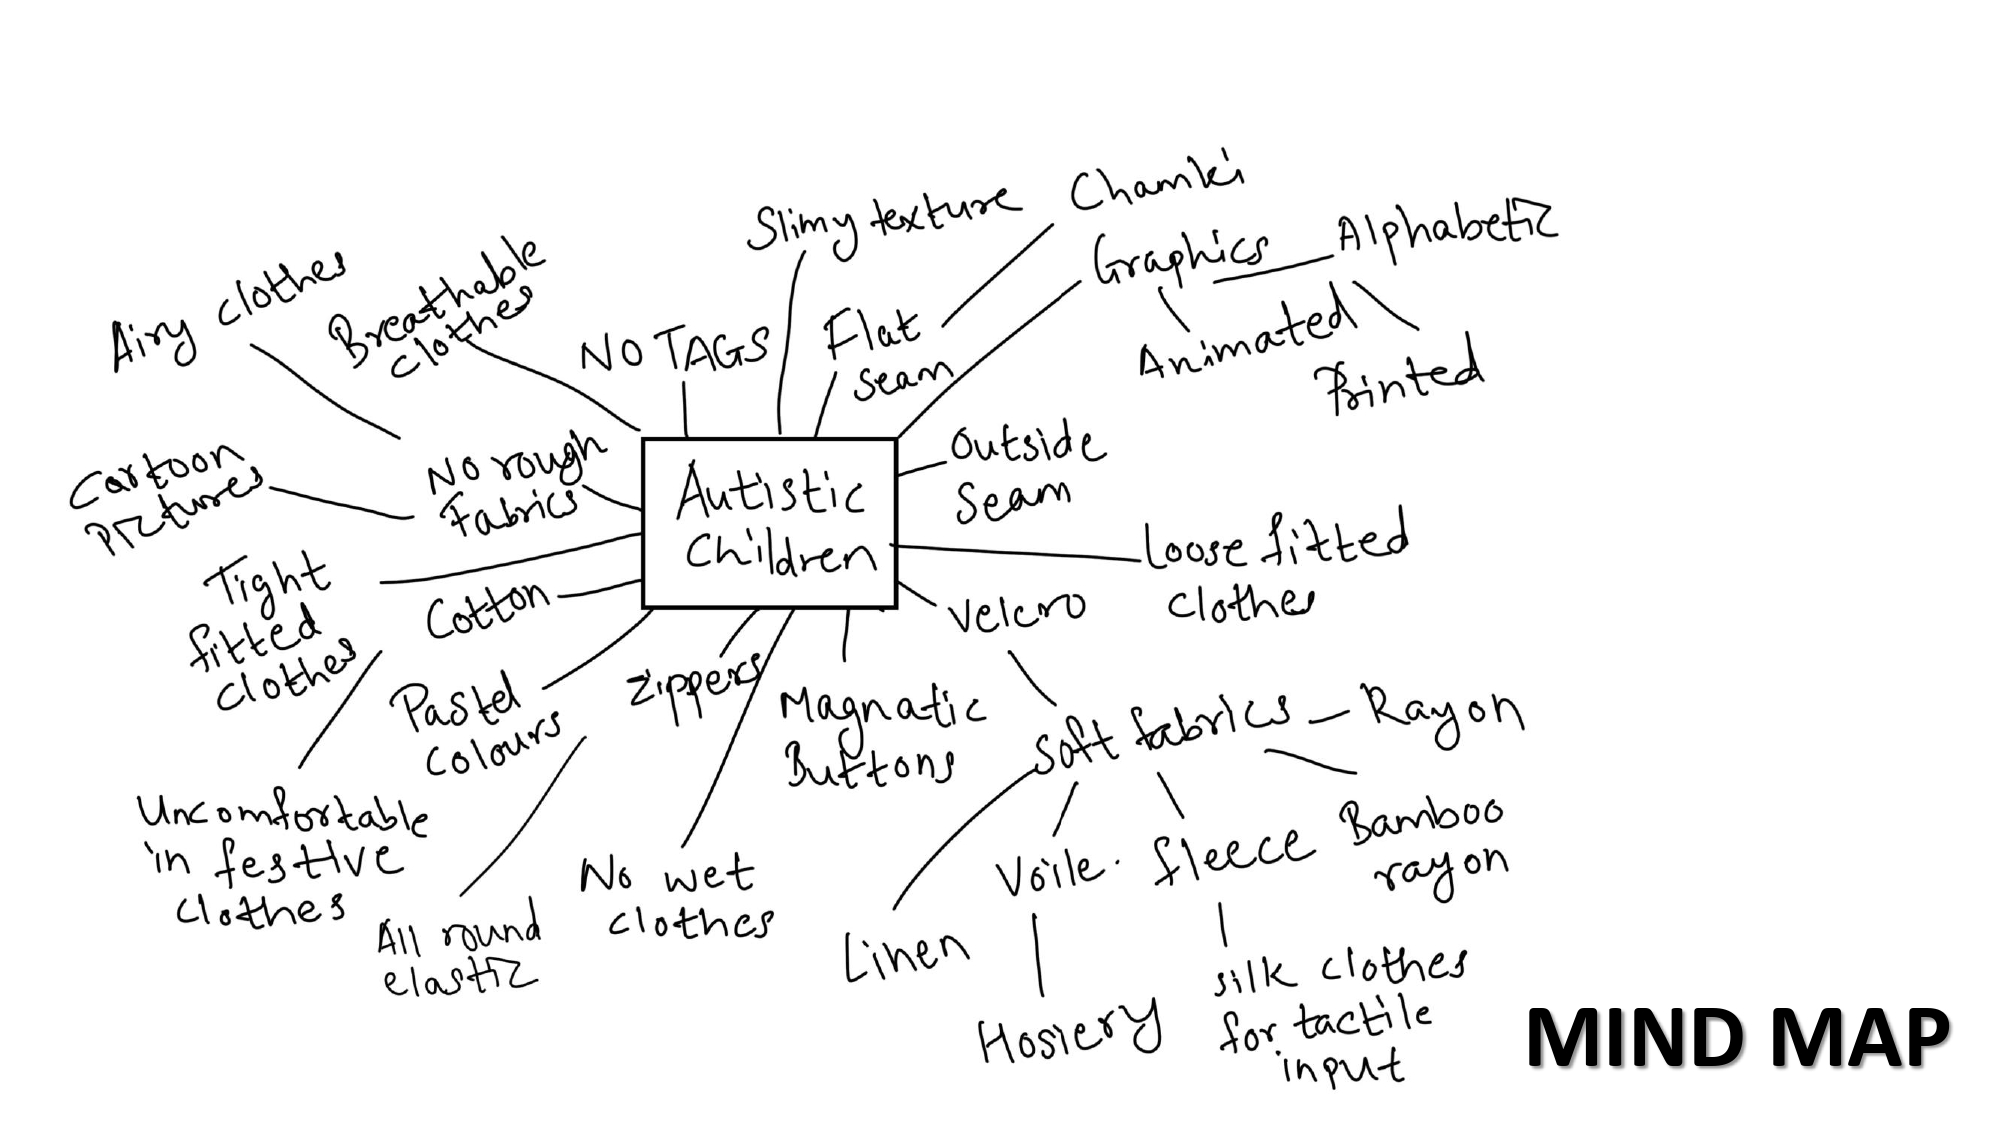 Chamki
Slimy texture
Graphics
Alphabetic
Airy clothes
Breathable
clothes
NO TAGS
Flat
seam
Animated
Printed
Cartoon
Pictures
No rough
Fabrics
Autistic
Children
Outside
Seam
Loose fitted
clothes
Tight
fitted
clothes
Cotton
Velcro
Pastel
colours
Zippers
Magnatic
Buttons
Soft fabrics
Rayon
Uncomfortable
in festive
clothes
All round
elastic
No wet
clothes
Linen
Voile
fleece
Bamboo
rayon
Hosiery
silk clothes
for tactile
input
MIND MAP